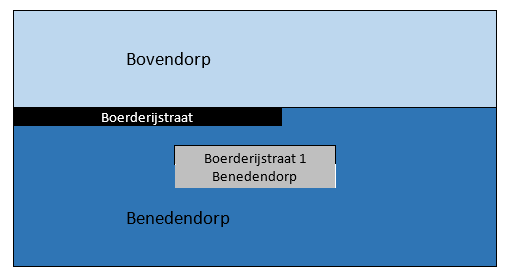 Bovendorp
Boerderijstraat
Boerderijstraat 1
Benedendorp
Benedendorp